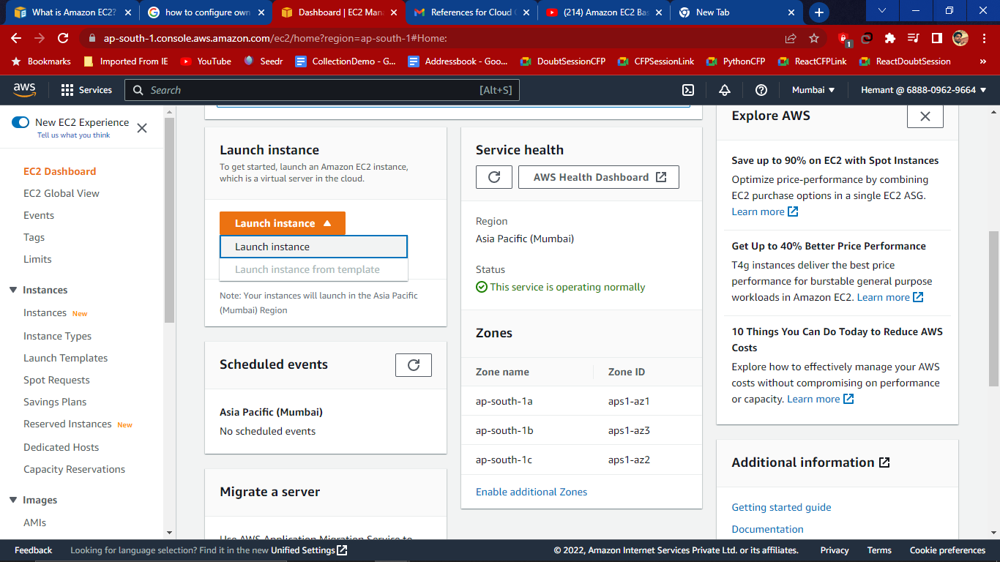 What is Amazon EC2?
how to configure own
Dashboard | EC2 Man
References for Cloud C
(214) Amazon EC2 Bas
New Tab
ap-south-1.console.aws.amazon.com/ec2/home?region=ap-south-1#Home:
1
Bookmarks
Imported From IE
YouTube
Seedr
CollectionDemo - G...
Addressbook - Goo...
DoubtSessionCFP
CFPSessionLink
PythonCFP
ReactCFPLink
ReactDoubtSession
»
aws
Services
Search
[Alt+S]
Mumbai
Hemant @ 6888-0962-9664
New EC2 Experience
Tell us what you think
EC2 Dashboard
EC2 Global View
Events
Tags
Limits
Instances
Instances New
Instance Types
Launch Templates
Spot Requests
Savings Plans
Reserved Instances New
Dedicated Hosts
Capacity Reservations
Images
AMIs
Launch instance
To get started, launch an Amazon EC2 instance,
which is a virtual server in the cloud.
Launch instance
Launch instance
Launch instance from template
Note: Your instances will launch in the Asia Pacific
(Mumbai) Region
Scheduled events
Asia Pacific (Mumbai)
No scheduled events
Migrate a server
Use AWS Application Migration Service to
Service health
AWS Health Dashboard
Region
Asia Pacific (Mumbai)
Status
This service is operating normally
Zones
Zone name Zone ID
ap-south-1a aps1-az1
ap-south-1b aps1-az3
ap-south-1c aps1-az2
Enable additional Zones
Explore AWS
Save up to 90% on EC2 with Spot Instances
Optimize price-performance by combining
EC2 purchase options in a single EC2 ASG.
Learn more
Get Up to 40% Better Price Performance
T4g instances deliver the best price
performance for burstable general purpose
workloads in Amazon EC2. Learn more
10 Things You Can Do Today to Reduce AWS
Costs
Explore how to effectively manage your AWS
costs without compromising on performance
or capacity. Learn more
Additional information
Getting started guide
Documentation
Feedback
Looking for language selection? Find it in the new Unified Settings
© 2022, Amazon Internet Services Private Ltd. or its affiliates.
Privacy
Terms
Cookie preferences